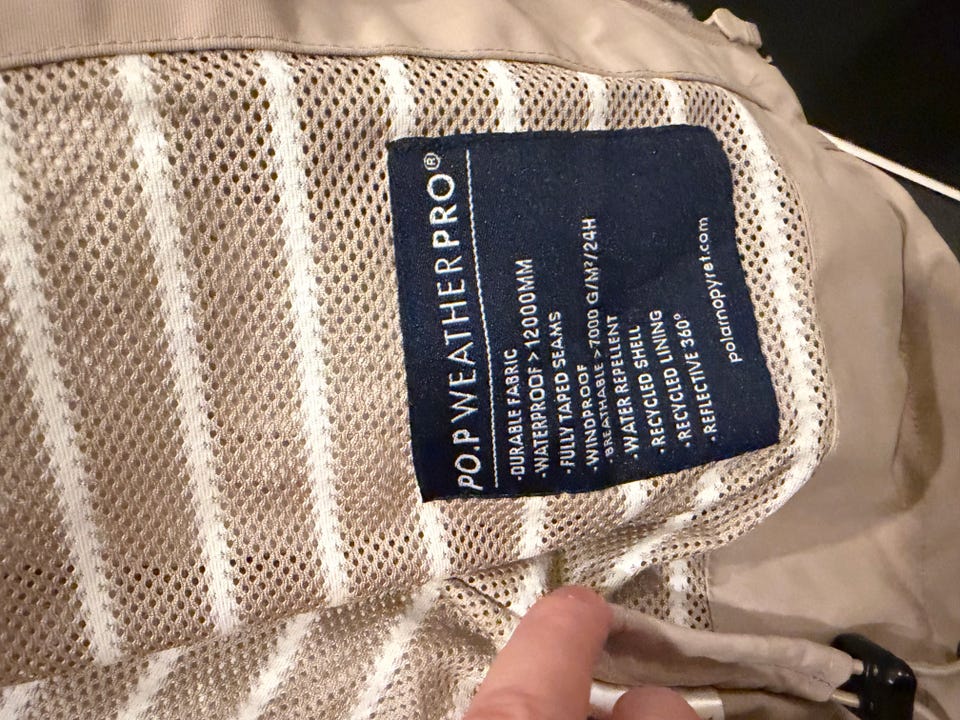 PO.P WEATHERPRO®
·DURABLE FABRIC
·WATERPROOF > 12000MM
·FULLY TAPED SEAMS
·WINDPROOF
·BREATHABLE >7000 G/M²/24H
·WATER REPELLENT
·RECYCLED SHELL
·RECYCLED LINING
·REFLECTIVE 360°
polarnopyret.com